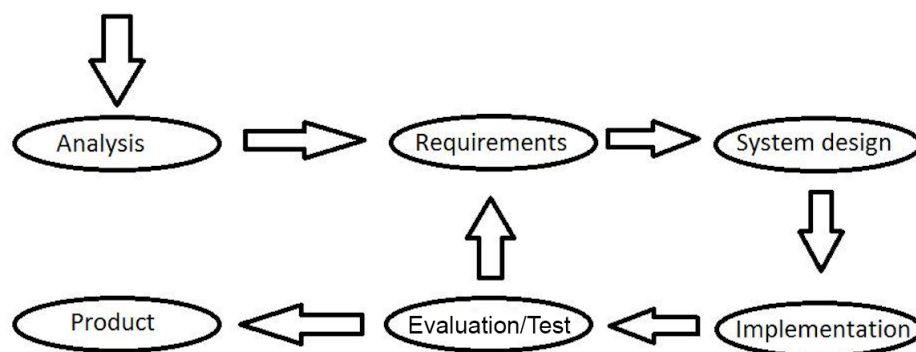 Analysis
Requirements
System design
Product
Evaluation/Test
Implementation